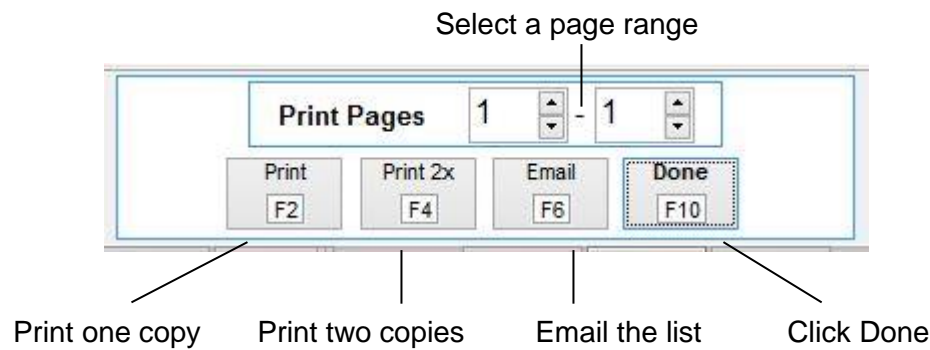 Select a page range
Print Pages 1 - 1
Print Print 2x Email Done
F2 F4 F6 F10
Print one copy Print two copies Email the list Click Done